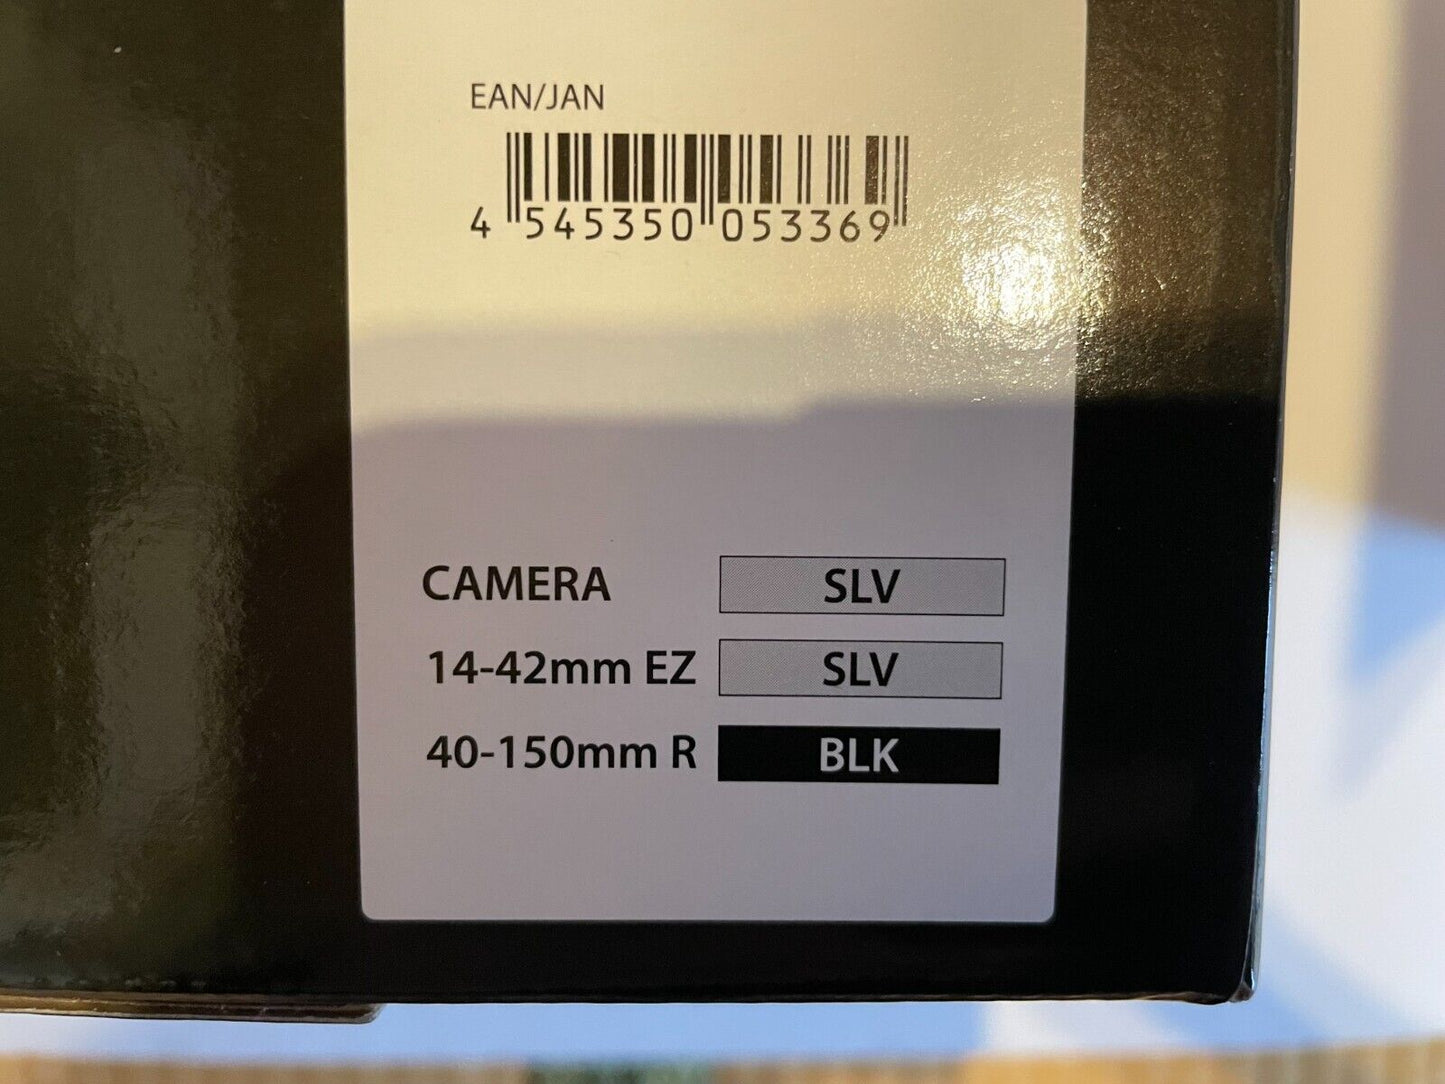 EAN/JAN
4 545350 053369
CAMERA SLV
14-42mm EZ SLV
40-150mm R BLK